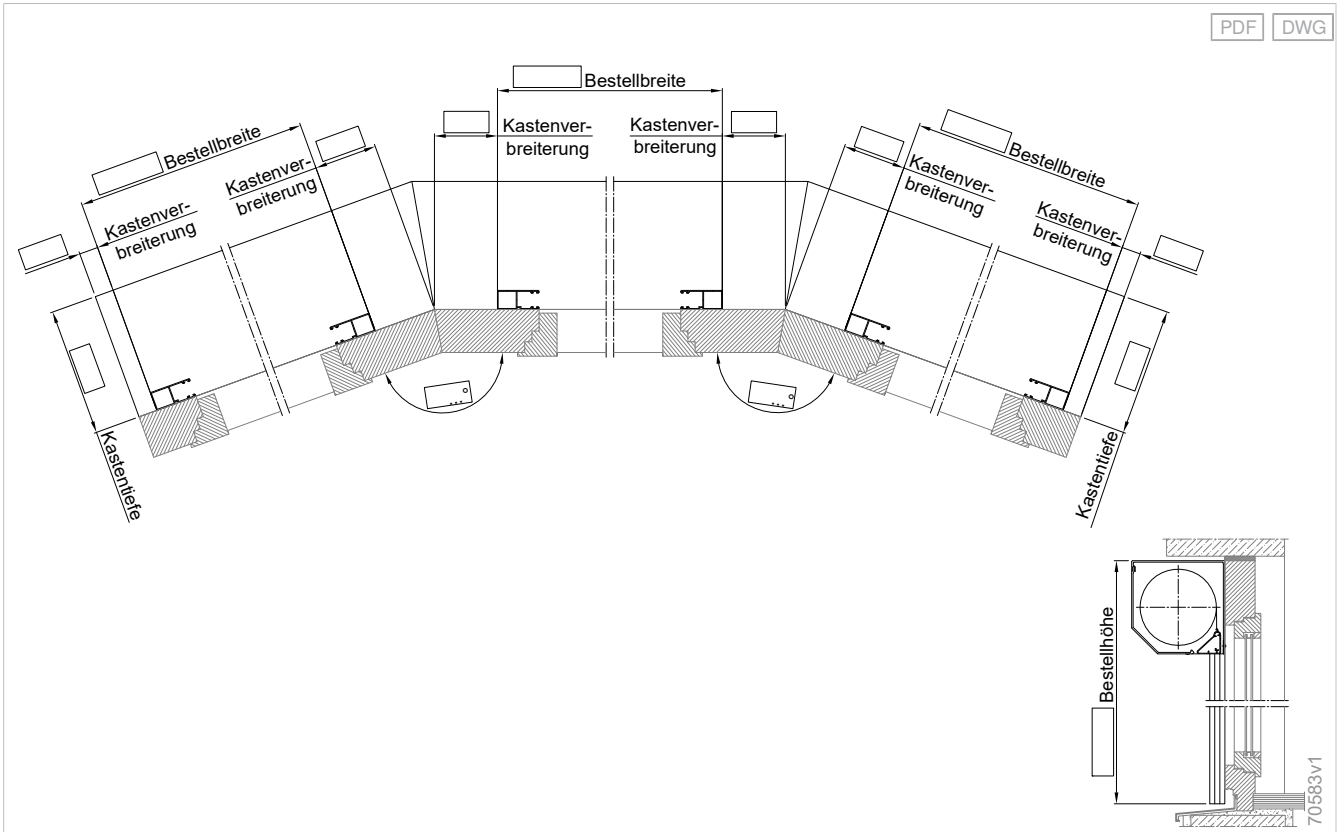 PDF DWG
Bestellbreite
Kastenver-
breiterung
Kastenver-
breiterung
Bestellbreite
Kastenver-
breiterung
Kastenver-
breiterung
Bestellbreite
Kastenver-
breiterung
Kastenver-
breiterung
Kastentiefe
Kastentiefe
Bestellhöhe
70583v1